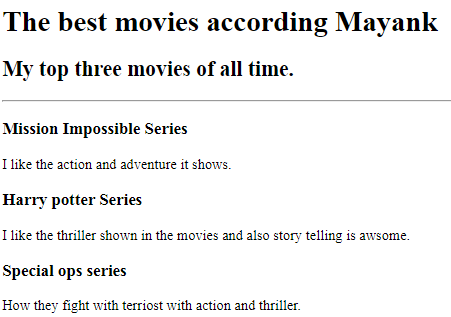 The best movies according Mayank
My top three movies of all time.
Mission Impossible Series
I like the action and adventure it shows.
Harry potter Series
I like the thriller shown in the movies and also story telling is awsome.
Special ops series
How they fight with terriost with action and thriller.